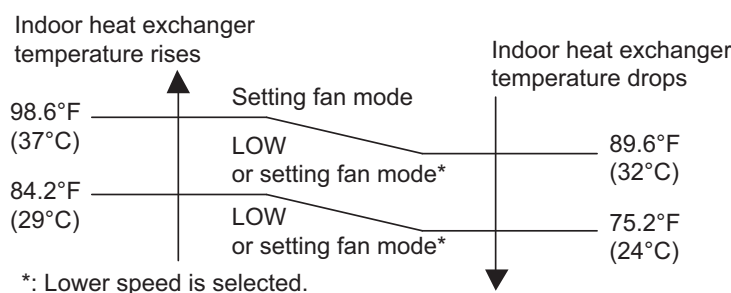 Indoor heat exchanger
temperature rises
Indoor heat exchanger
temperature drops
98.6°F
(37°C)
Setting fan mode
LOW
or setting fan mode*
89.6°F
(32°C)
84.2°F
(29°C)
LOW
or setting fan mode*
75.2°F
(24°C)
*: Lower speed is selected.